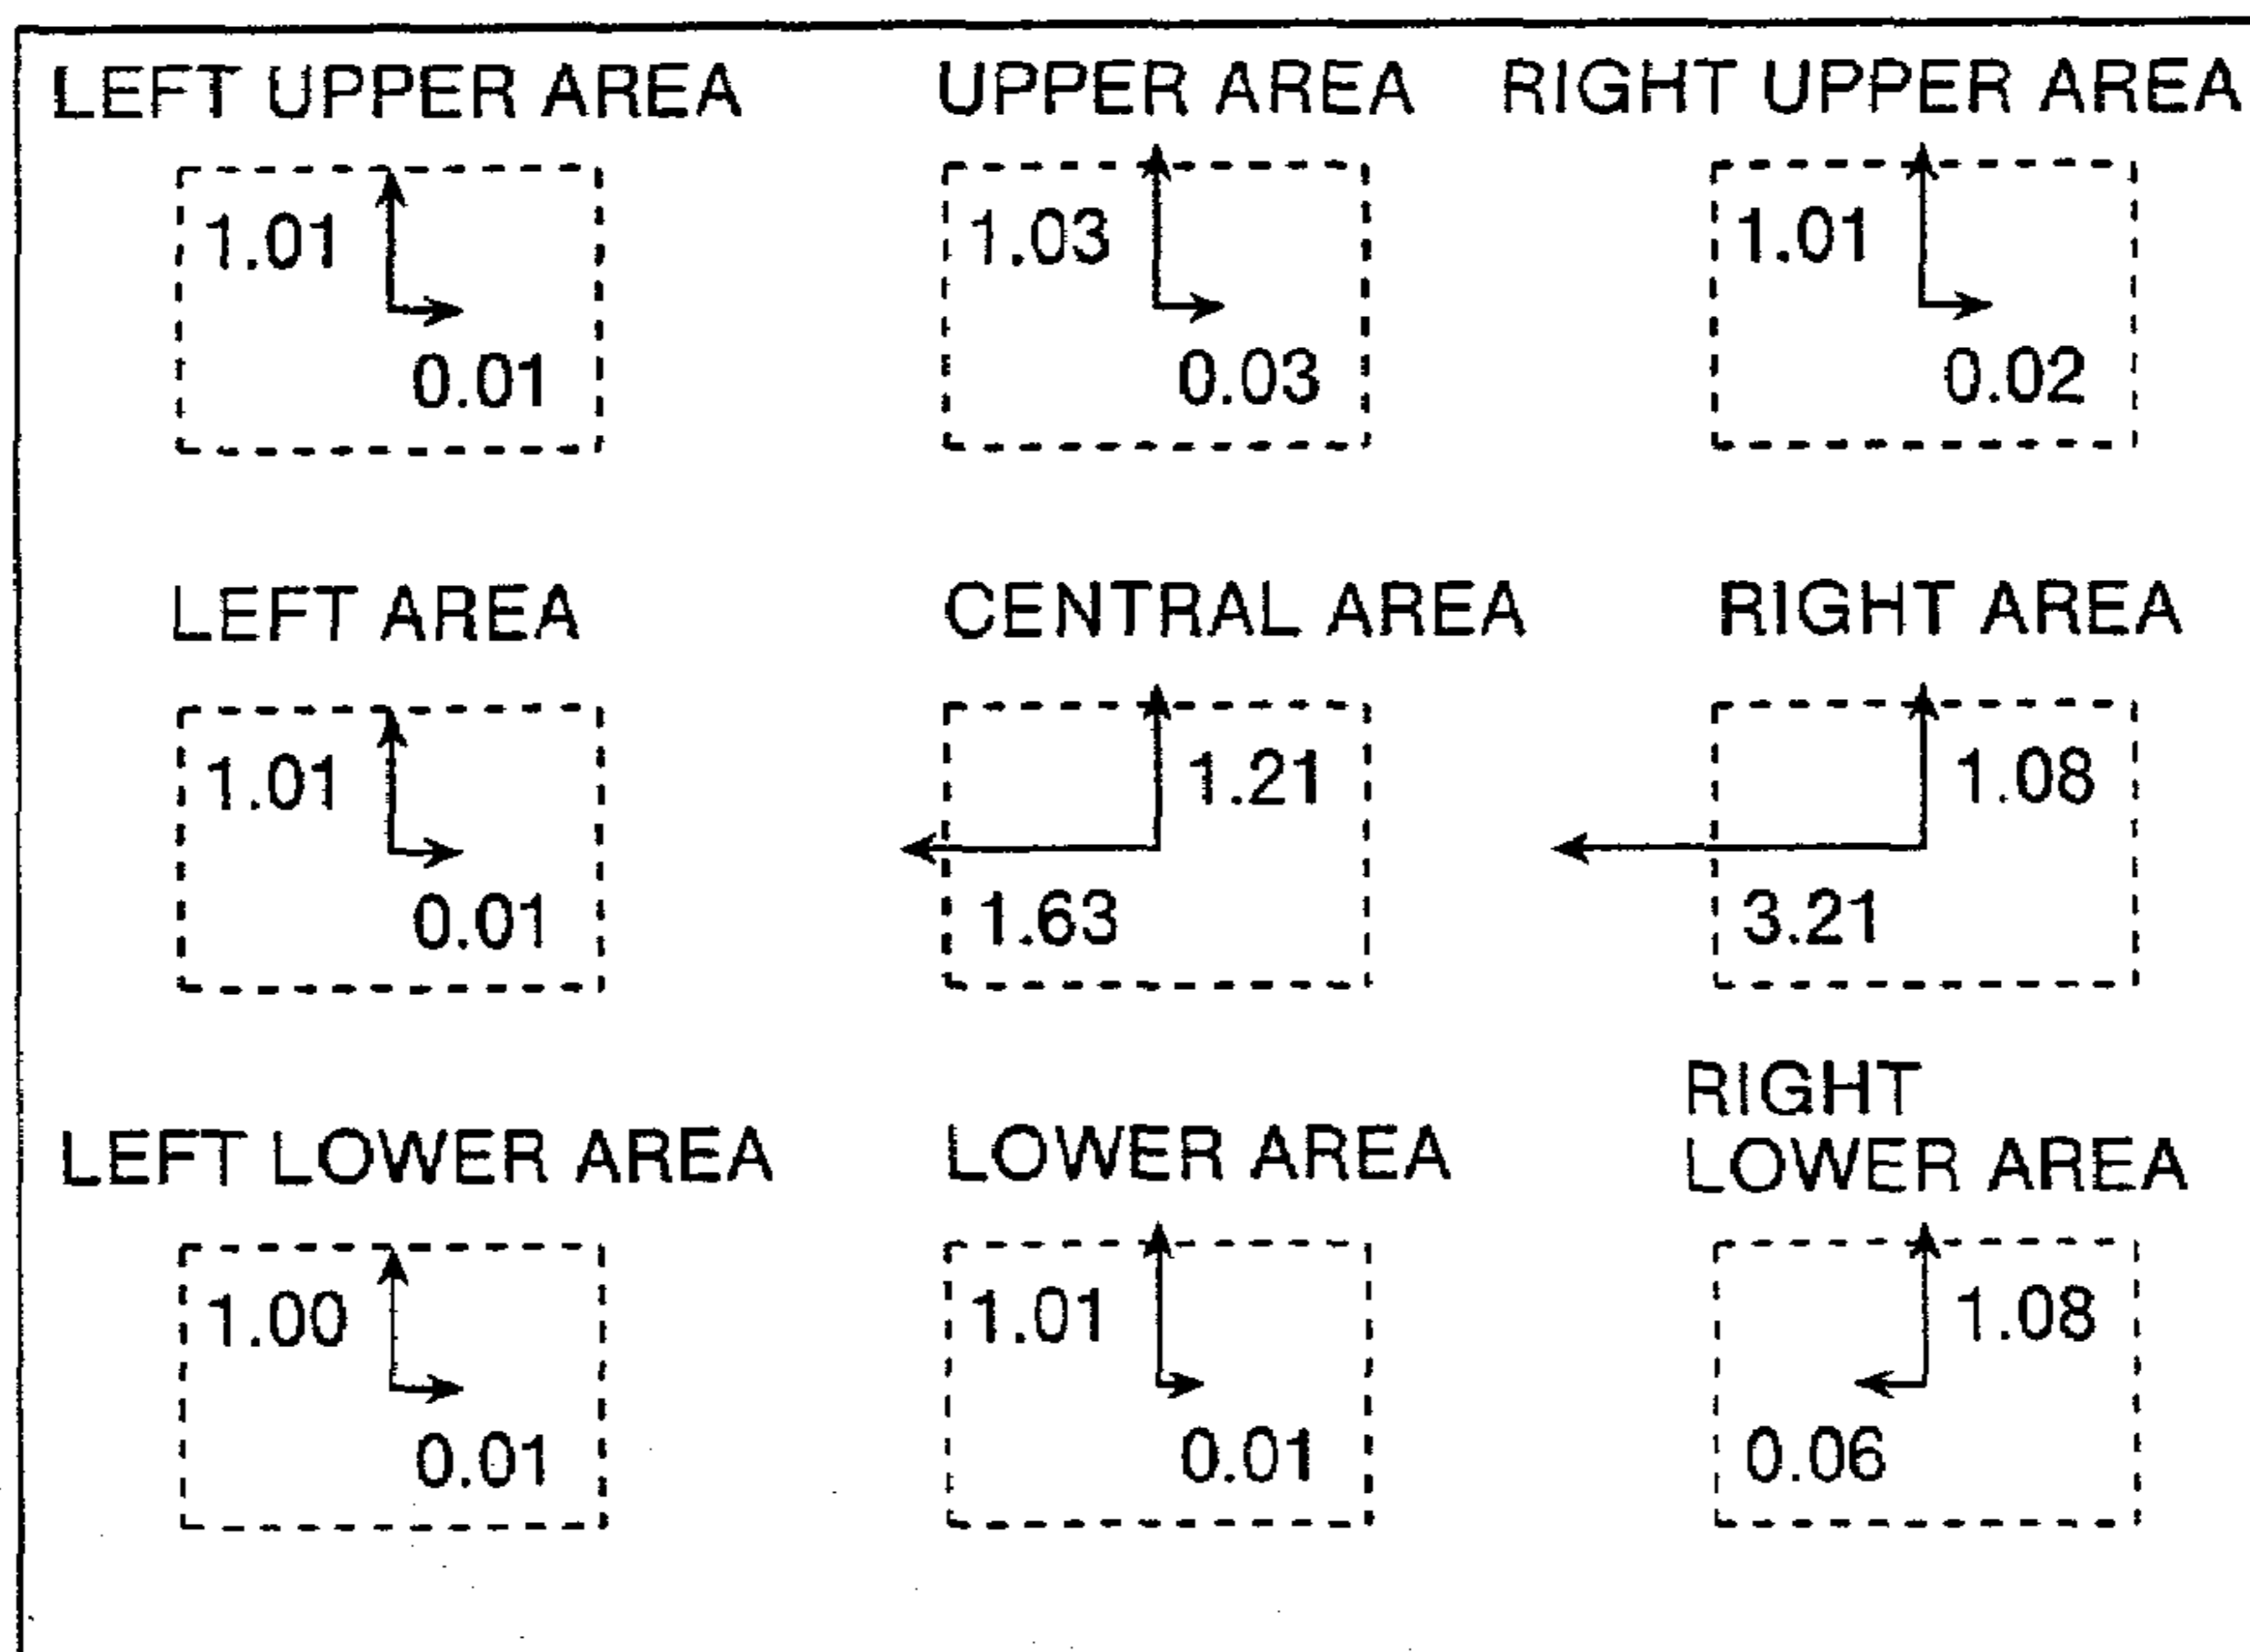 LEFT UPPER AREA
UPPER AREA
RIGHT UPPER AREA
1.01
0.01
1.03
0.03
1.01
0.02
LEFT AREA
CENTRAL AREA
RIGHT AREA
1.01
0.01
1.21
1.63
1.08
3.21
LEFT LOWER AREA
LOWER AREA
RIGHT
LOWER AREA
1.00
0.01
1.01
0.01
1.08
0.06